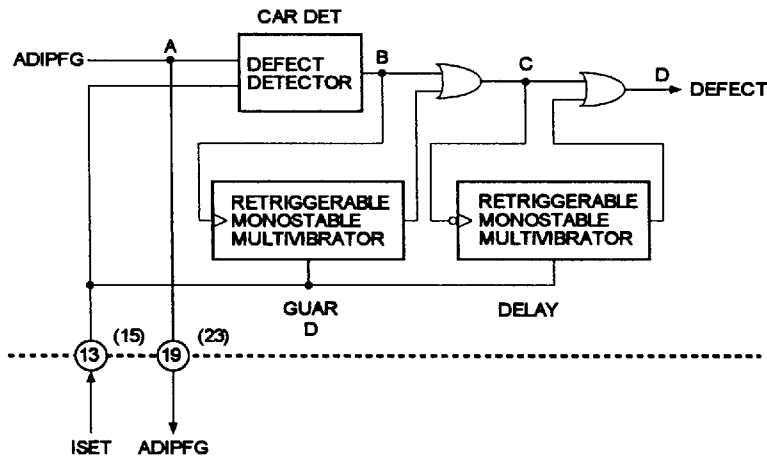 CAR DET
A
ADIPFG
DEFECT
DETECTOR
B
C
D
DEFECT
RETRIGGERABLE
MONOSTABLE
MULTIVIBRATOR
RETRIGGERABLE
MONOSTABLE
MULTIVIBRATOR
GUAR
D
DELAY
13
(15)
19
(23)
ISET
ADIPFG